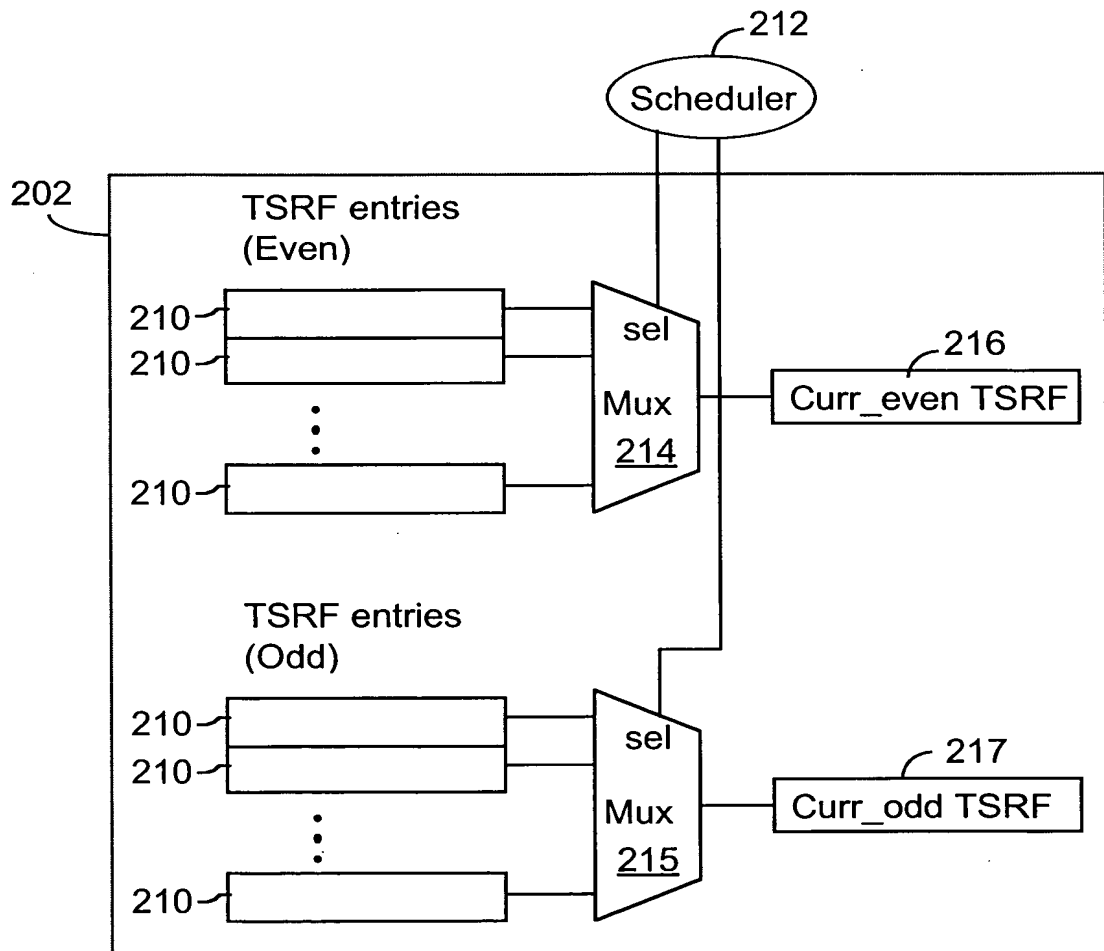 212
Scheduler
202
TSRF entries
(Even)
210
210
sel
216
Curr_even TSRF
Mux
214
210
TSRF entries
(Odd)
210
sel
210
217
Curr_odd TSRF
Mux
215
210